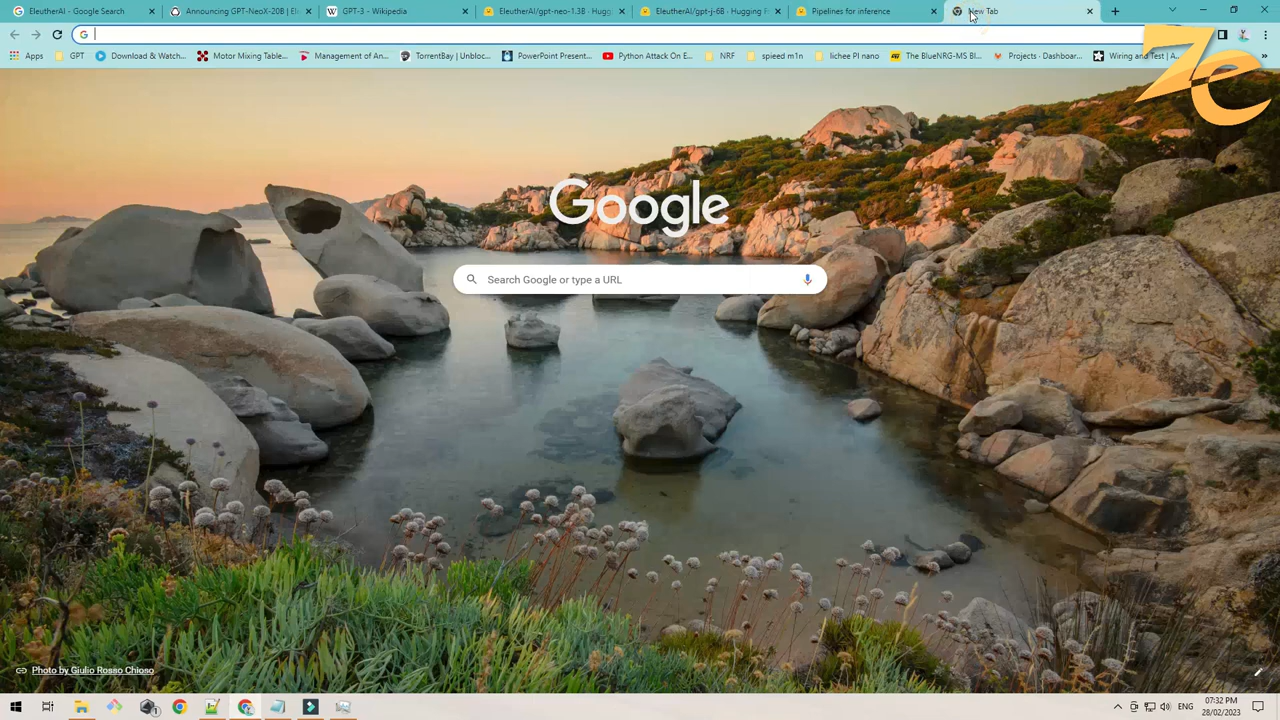 EleutherAI - Google Search
Announcing GPT-NeoX-20B | El
GPT-3 - Wikipedia
EleutherAI/gpt-neo-1.3B · Hugg
EleutherAI/gpt-j-6B · Hugging F
Pipelines for inference
New Tab
Apps
GPT
Download & Watch...
Motor Mixing Table...
Management of An...
TorrentBay | Unbloc...
PowerPoint Present...
Python Attack On E...
NRF
spieed m1n
lichee PI nano
The BlueNRG-MS Bl...
Projects · Dashboar...
Wiring and Test | A
ZC
Google
Search Google or type a URL
Photo by Giulio Rosso Chioso
ENG
07:32 PM
28/02/2023